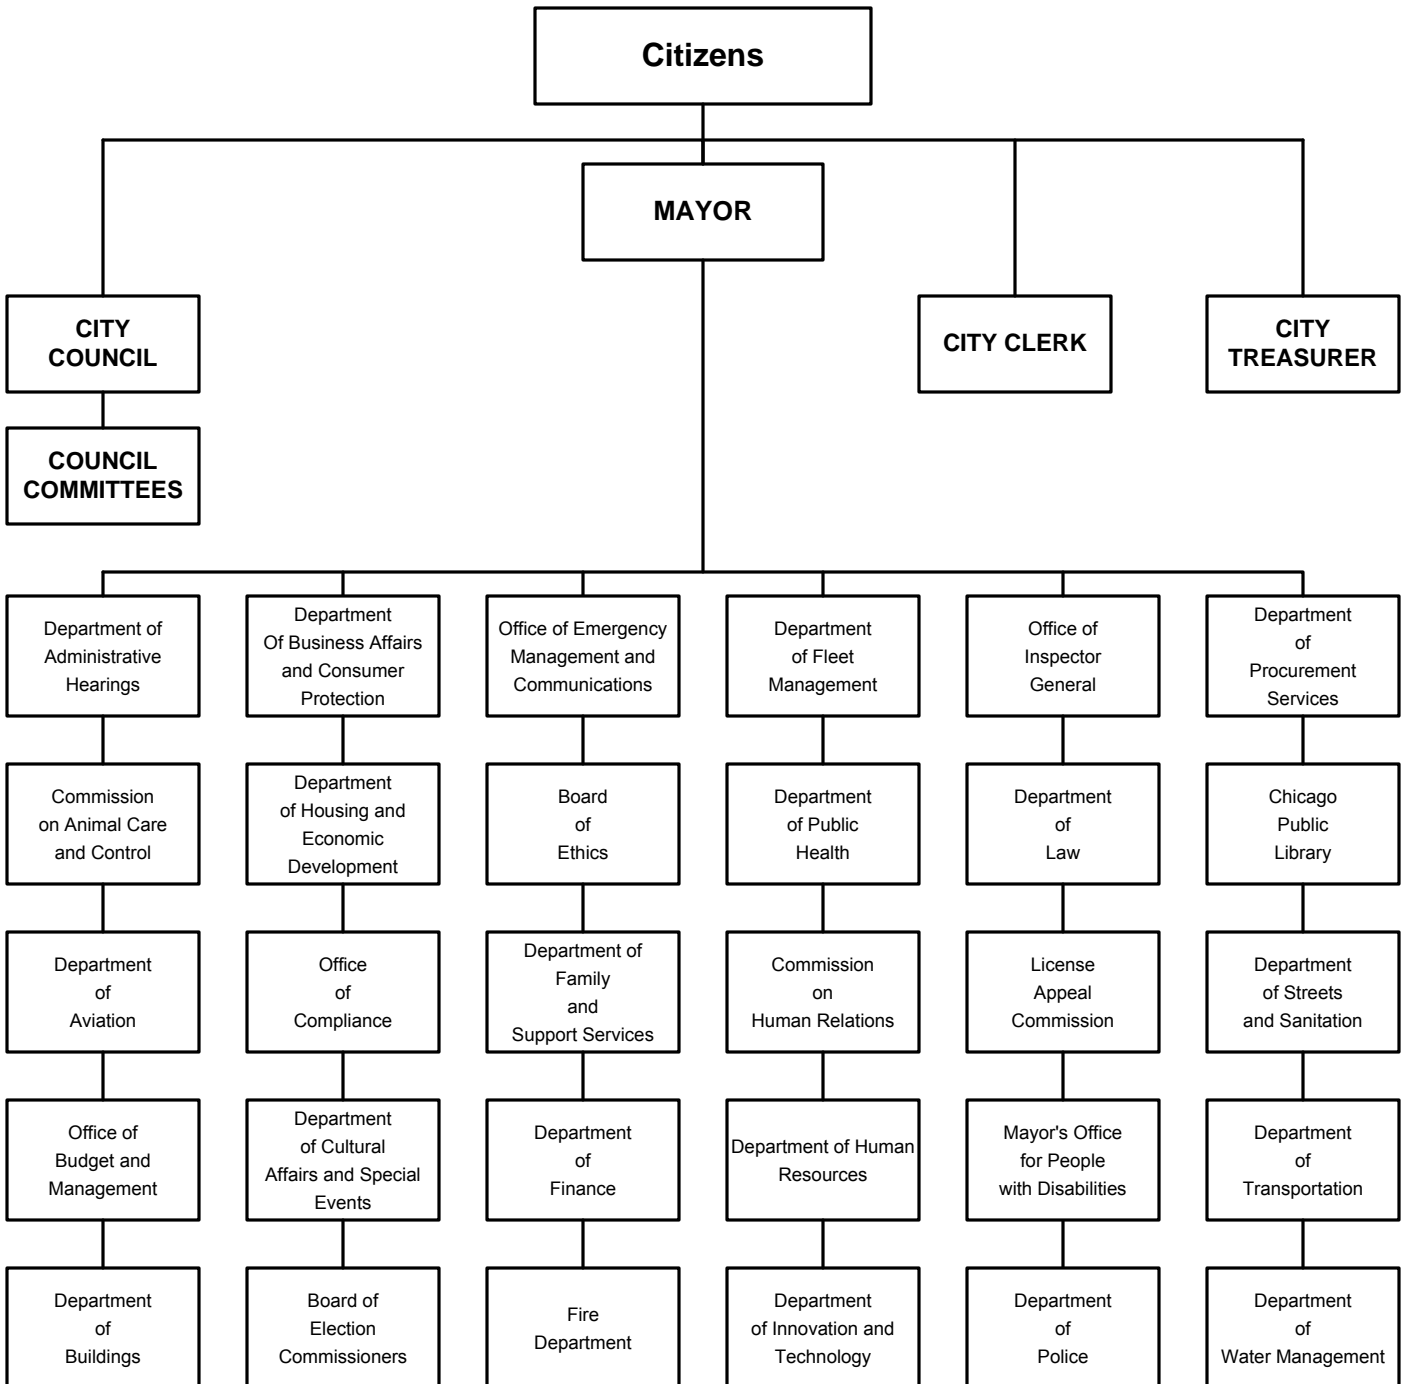 Citizens
MAYOR
CITY
COUNCIL
CITY CLERK
CITY
TREASURER
COUNCIL
COMMITTEES
Department of
Administrative
Hearings
Department
Of Business Affairs
and Consumer
Protection
Office of Emergency
Management and
Communications
Department
of Fleet
Management
Office of
Inspector
General
Department
of
Procurement
Services
Commission
on Animal Care
and Control
Department
of Housing and
Economic
Development
Board
of
Ethics
Department
of Public
Health
Department
of
Law
Chicago
Public
Library
Department
of
Aviation
Office
of
Compliance
Department of
Family
and
Support Services
Commission
on
Human Relations
License
Appeal
Commission
Department
of Streets
and Sanitation
Office of
Budget and
Management
Department
of Cultural
Affairs and Special
Events
Department
of
Finance
Department of Human
Resources
Mayor's Office
for People
with Disabilities
Department
of
Transportation
Department
of
Buildings
Board of
Election
Commissioners
Fire
Department
Department
of Innovation and
Technology
Department
of
Police
Department
of
Water Management